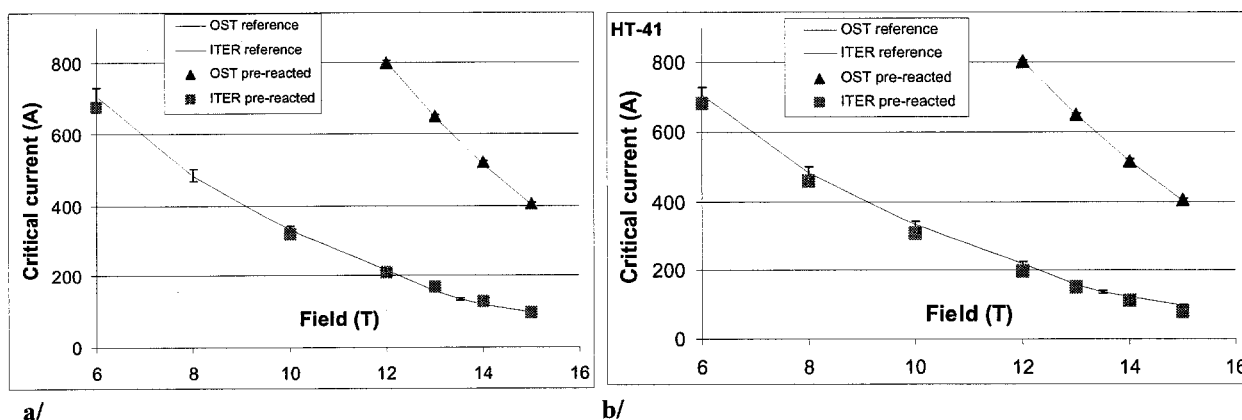 OST reference
ITER reference
OST pre-reacted
ITER pre-reacted
Critical current (A)
800
600
400
200
0
Field (T)
6 8 10 12 14 16
a/
HT-41
OST reference
ITER reference
OST pre-reacted
ITER pre-reacted
Critical current (A)
800
600
400
200
0
Field (T)
6 8 10 12 14 16
b/